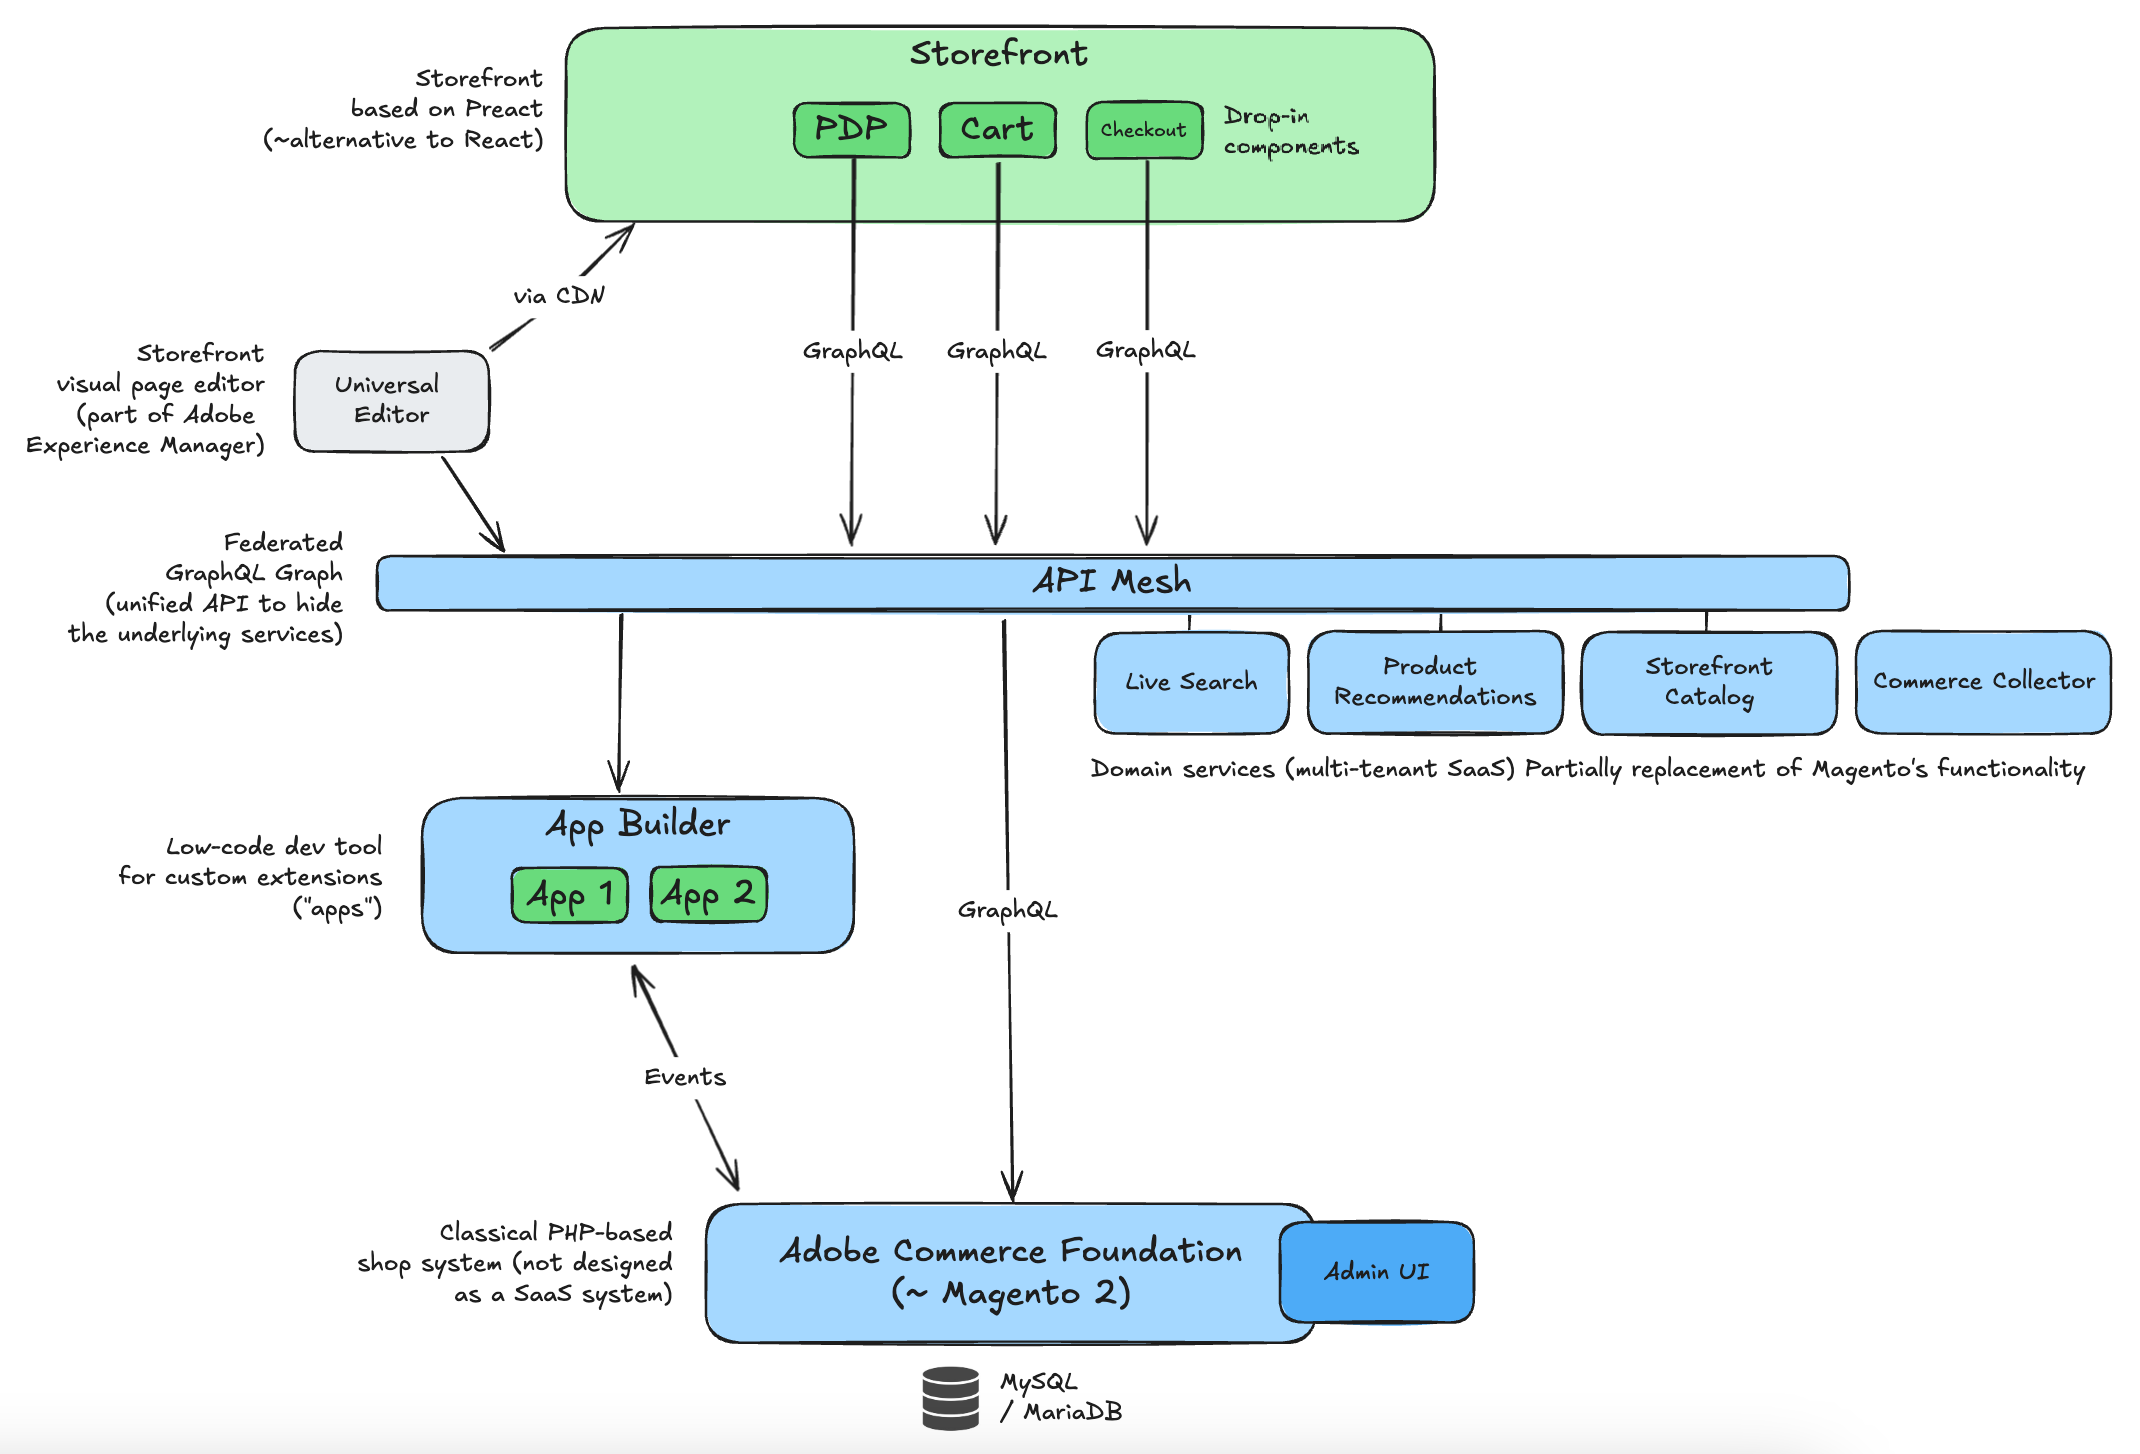 Storefront
Storefront
based on Preact
(~alternative to React)
PDP
Cart
Checkout
Drop-in
components
via CDN
GraphQL
GraphQL
GraphQL
Storefront
visual page editor
(part of Adobe
Experience Manager)
Universal
Editor
Federated
GraphQL Graph
(unified API to hide
the underlying services)
API Mesh
Live Search
Product
Recommendations
Storefront
Catalog
Commerce Collector
Domain services (multi-tenant SaaS) Partially replacement of Magento's functionality
App Builder
App 1
App 2
Low-code dev tool
for custom extensions
("apps")
GraphQL
Events
Classical PHP-based
shop system (not designed
as a SaaS system)
Adobe Commerce Foundation
(~ Magento 2)
Admin UI
MySQL
/ MariaDB